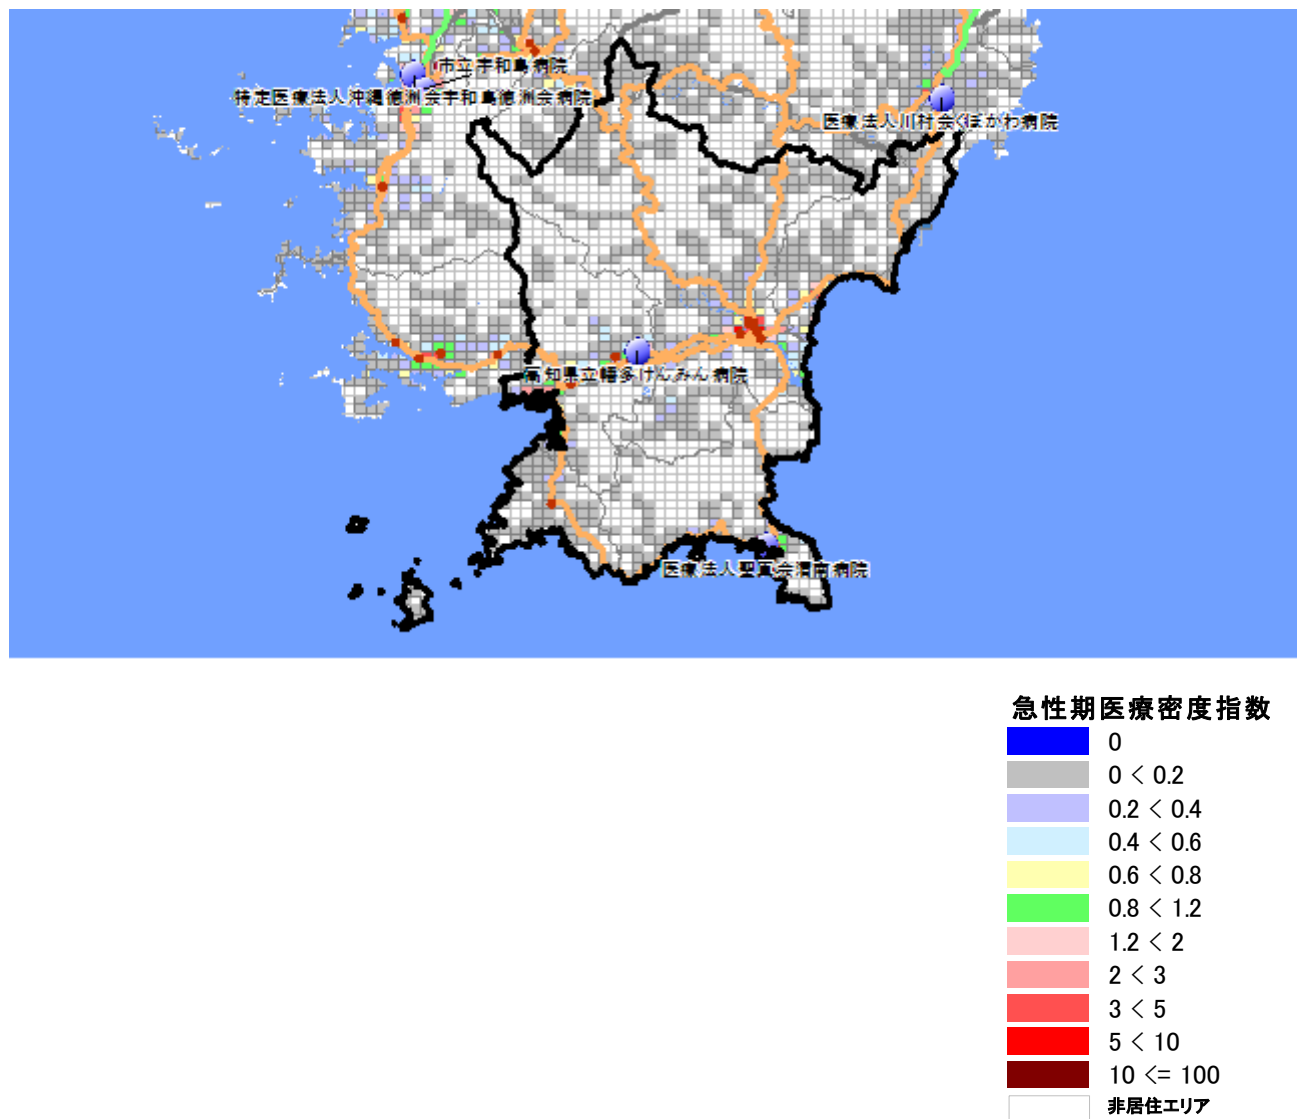 市立宇和島病院
特定医療法人沖縄徳洲会宇和島徳洲会病院
医療法人川村会くぼかわ病院
高知県立幡多けんみん病院
医療法人聖真会渭南病院
急性期医療密度指数
0
0 < 0.2
0.2 < 0.4
0.4 < 0.6
0.6 < 0.8
0.8 < 1.2
1.2 < 2
2 < 3
3 < 5
5 < 10
10 <= 100
非居住エリア